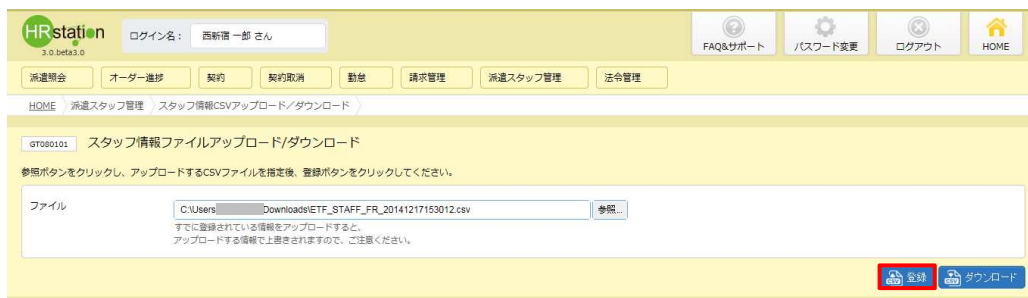 HRstation
3.0.beta3.0
ログイン名： 西新宿 一郎 さん
FAQ&サポート パスワード変更 ログアウト HOME
派遣照会 オーダー進捗 契約 契約取消 勤怠 請求管理 派遣スタッフ管理 法令管理
HOME 派遣スタッフ管理 スタッフ情報CSVアップロード／ダウンロード
GT080101 スタッフ情報ファイルアップロード/ダウンロード
参照ボタンをクリックし、アップロードするCSVファイルを指定後、登録ボタンをクリックしてください。
ファイル C:\Users Downloads\ETF_STAFF_FR_20141217153012.csv 参照...
すでに登録されている情報をアップロードすると、
アップロードする情報で上書きされますので、ご注意ください。
CSV 登録 CSV ダウンロード